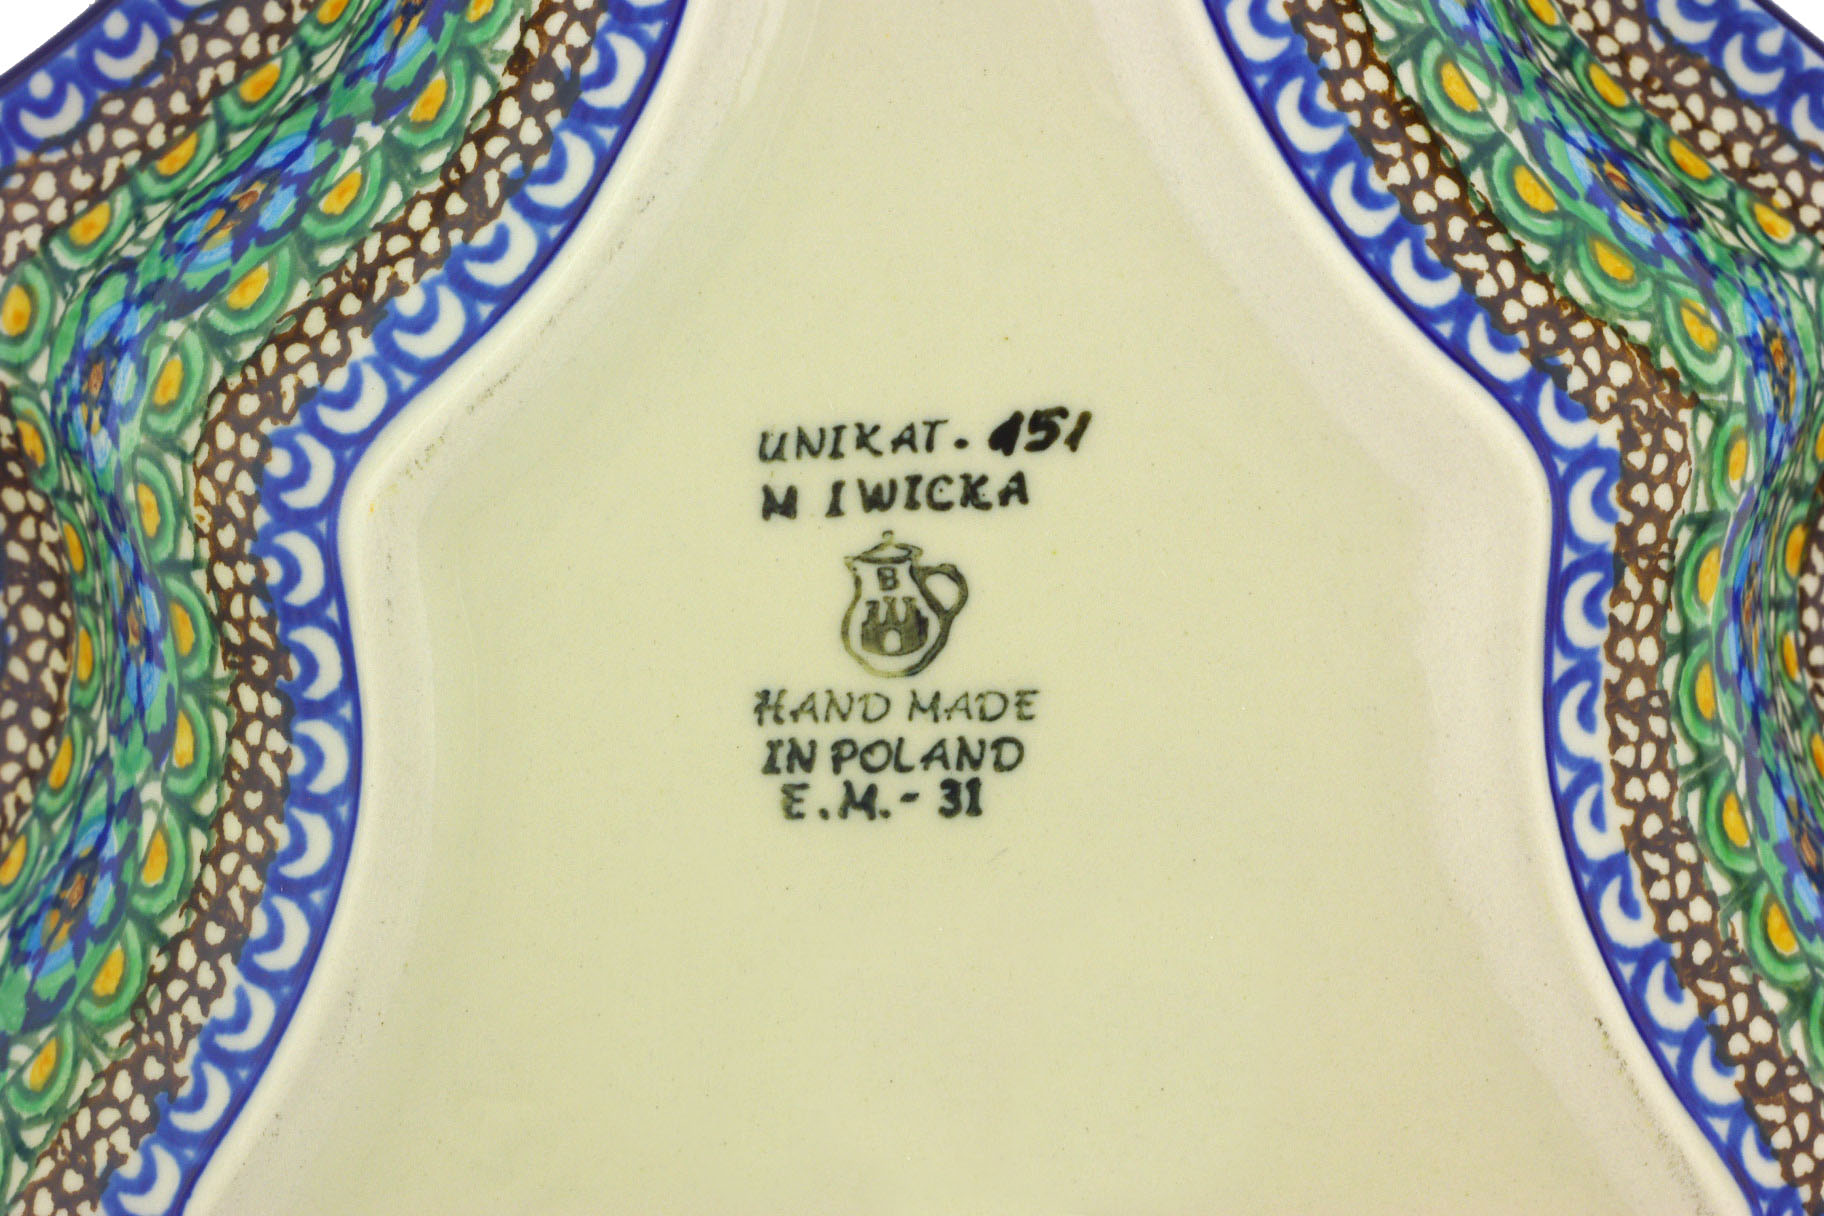 UNIKAT. 151
M IWICKA
B
HAND MADE
IN POLAND
E.M.- 31